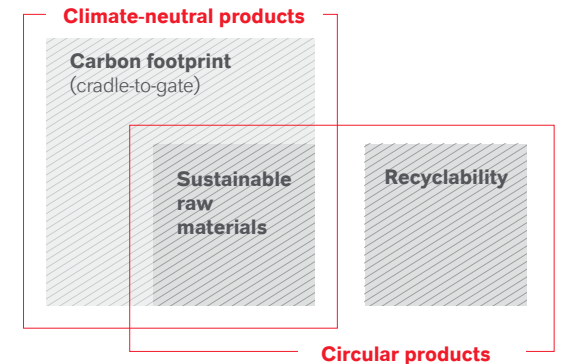 Climate-neutral products
Carbon footprint
(cradle-to-gate)
Sustainable
raw
materials
Recyclability
Circular products